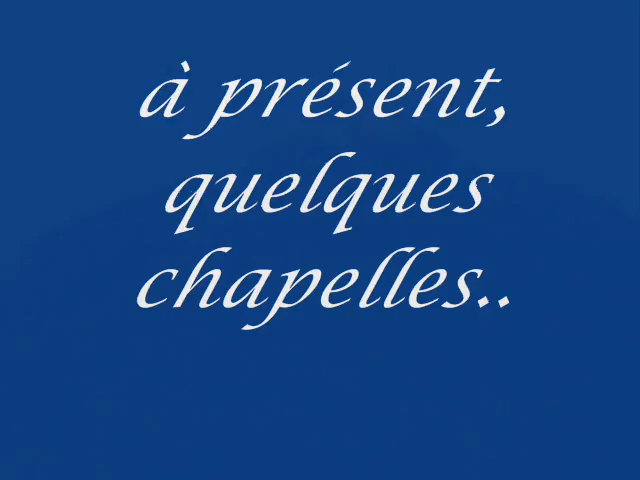 à présent,
quelques
chapelles..